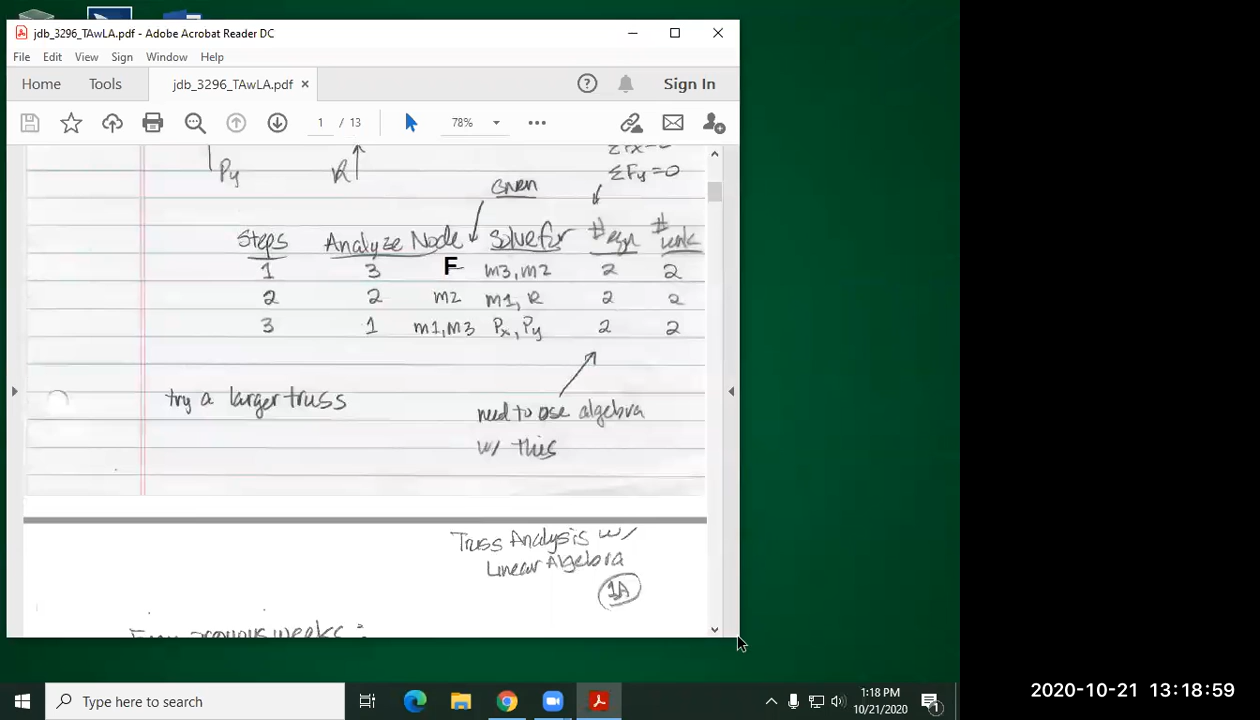 jdb_3296_TAwLA.pdf - Adobe Acrobat Reader DC
File Edit View Sign Window Help
Home Tools jdb_3296_TAwLA.pdf × Sign In
1 / 13 78%
ΣFy=0
Py R
Given
Steps Analyze Node Solve for # eqn # unk
1 3 F m3, m2 2 2
2 2 m2 m1, R 2 2
3 1 m1, m3 Px, Py 2 2
try a larger truss
need to use algebra
w/ this
Truss Analysis w/
Linear Algebra
1A
Type here to search
1:18 PM
10/21/2020
1
2020-10-21 13:18:59